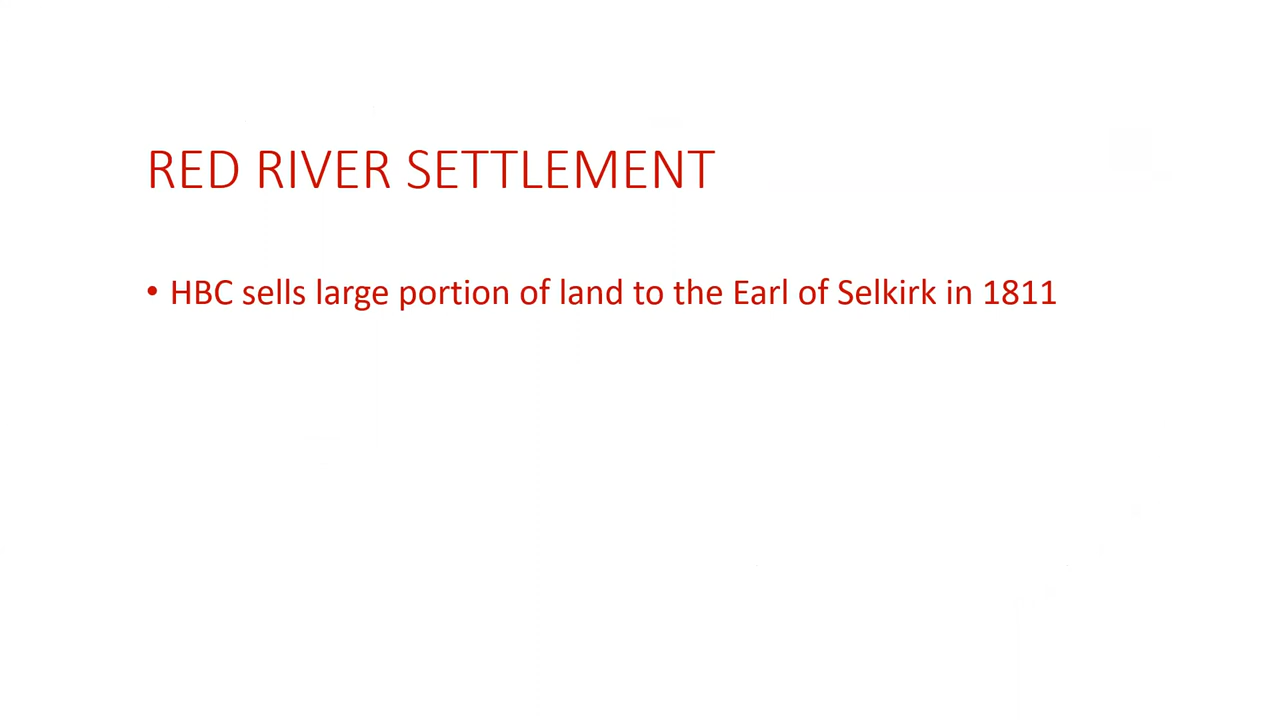 RED RIVER SETTLEMENT
• HBC sells large portion of land to the Earl of Selkirk in 1811